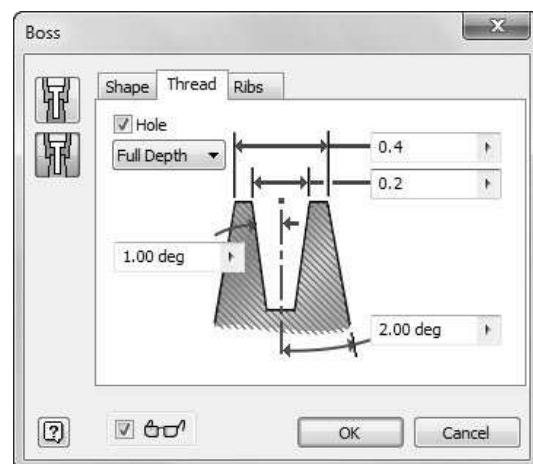 Boss
Shape Thread Ribs
Hole
Full Depth
0.4
0.2
1.00 deg
2.00 deg
OK Cancel